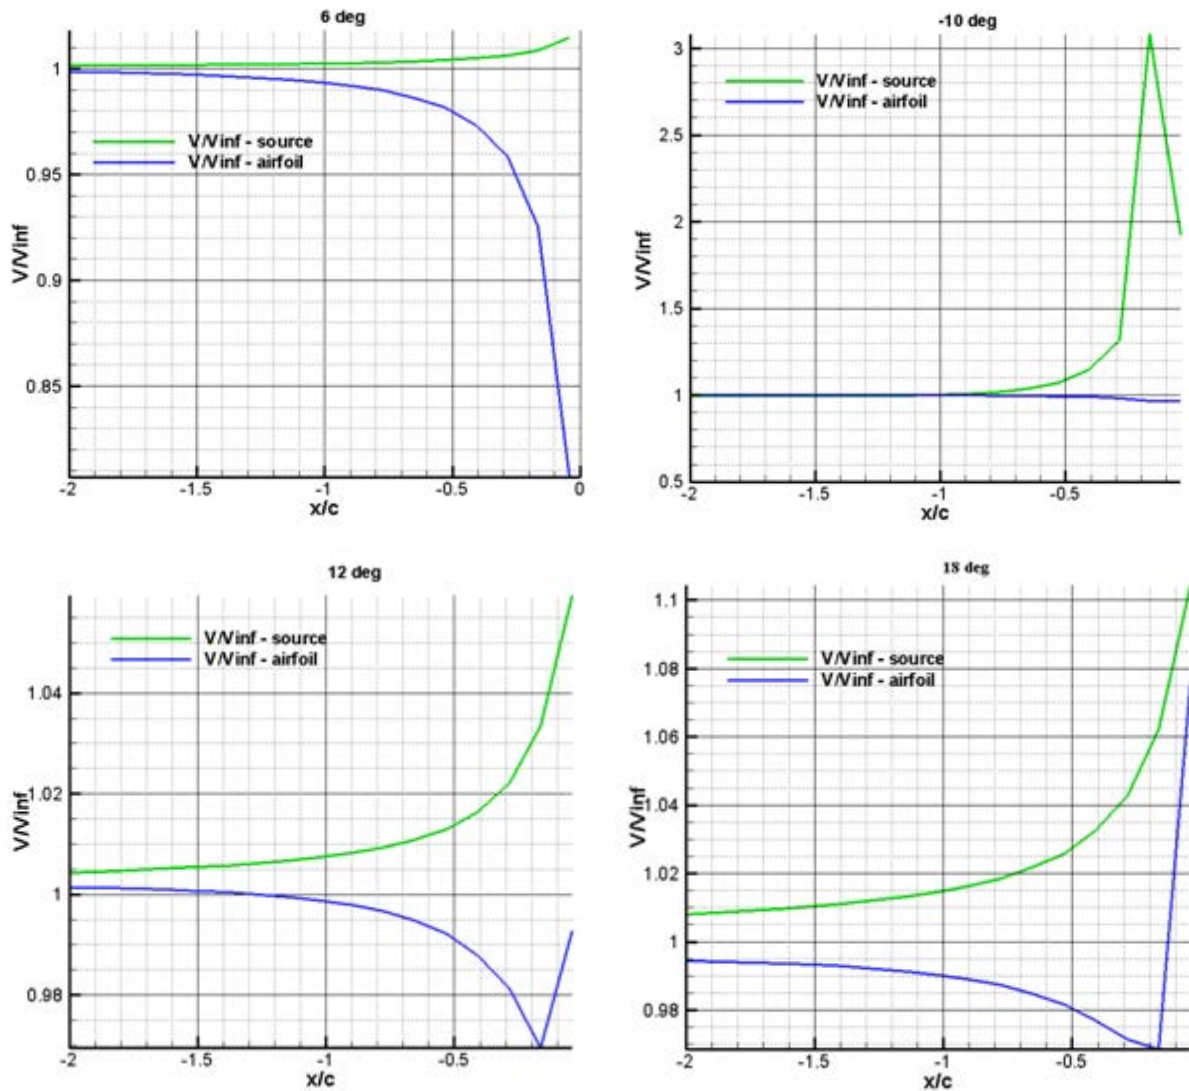 6 deg
V/Vinf - source
V/Vinf - airfoil
V/Vinf
1
0.95
0.9
0.85
-2 -1.5 -1 -0.5 0
x/c
-10 deg
V/Vinf - source
V/Vinf - airfoil
V/Vinf
3
2.5
2
1.5
1
0.5
-2 -1 -0.5
x/c
12 deg
V/Vinf - source
V/Vinf - airfoil
V/Vinf
1.04
1.02
1
0.98
-2 -1.5 -1 -0.5
x/c
18 deg
V/Vinf - source
V/Vinf - airfoil
V/Vinf
1.1
1.08
1.06
1.04
1.02
1
0.98
-2 -1.5 -1 -0.5
x/c